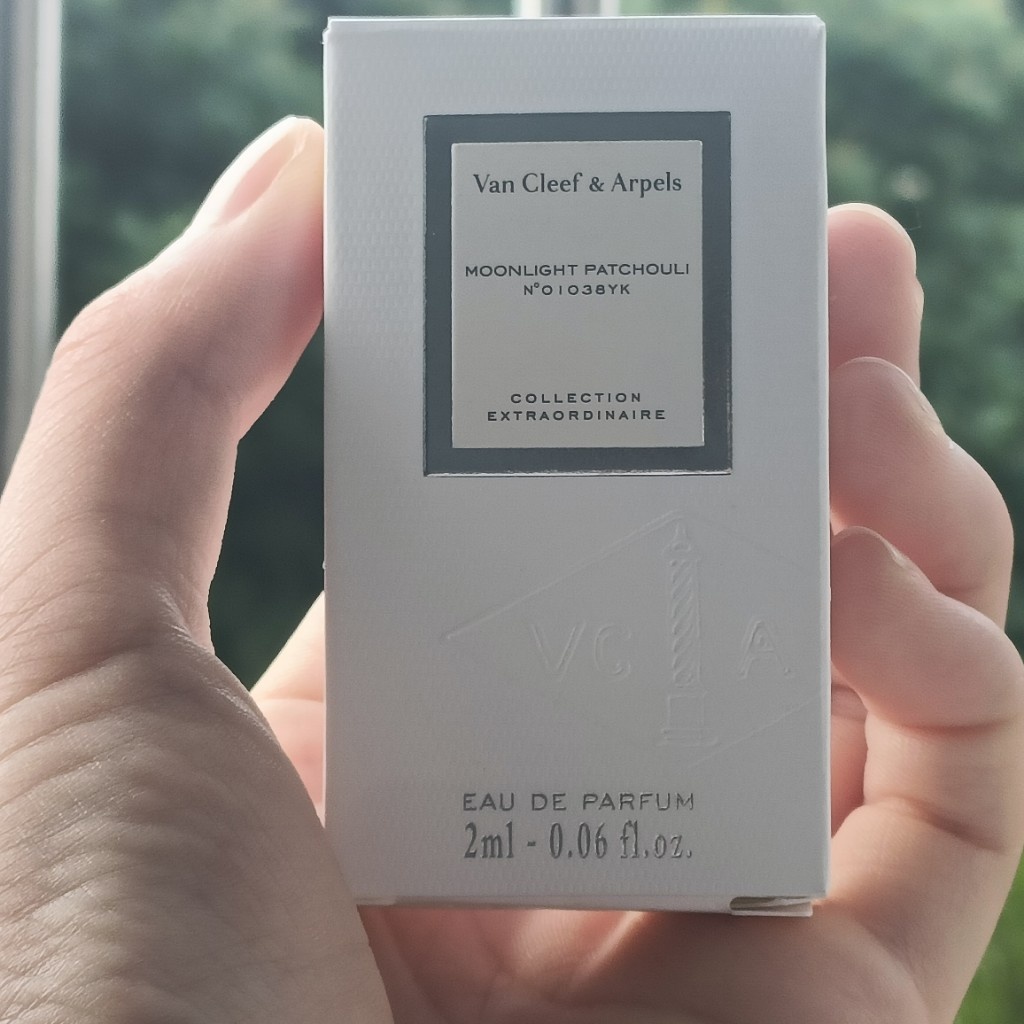 Van Cleef & Arpels
MOONLIGHT PATCHOULI
N°01038YK
COLLECTION
EXTRAORDINAIRE
VC A
EAU DE PARFUM
2ml - 0.06 fl.oz.